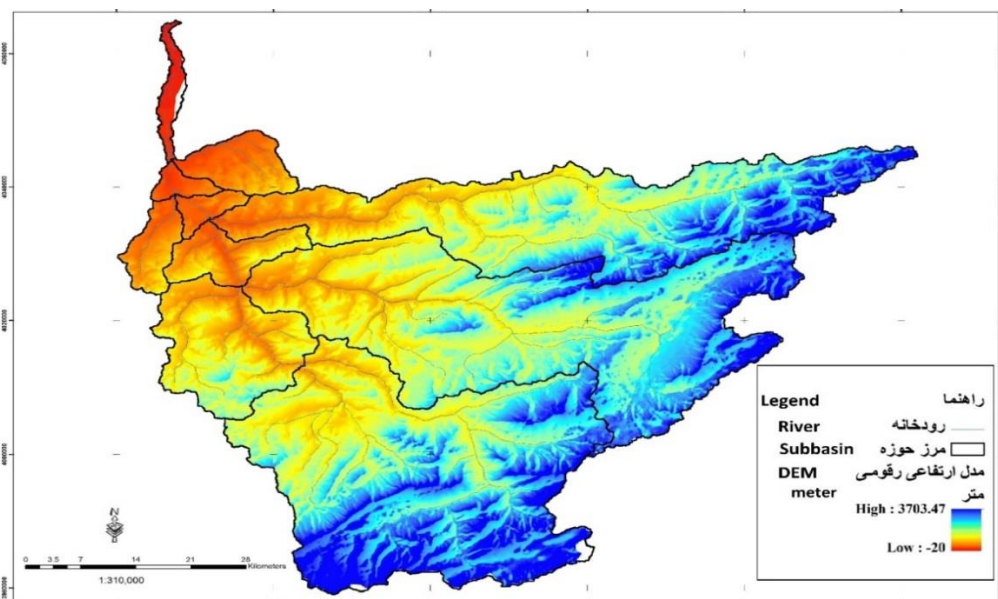 Legend راهنما
River رودخانه
Subbasin مرز حوزه
DEM مدل ارتفاعی رقومی
meter متر
High : 3703.47
Low : -20
N
0 3.5 7 14 21 28
Kilometers
1:310,000